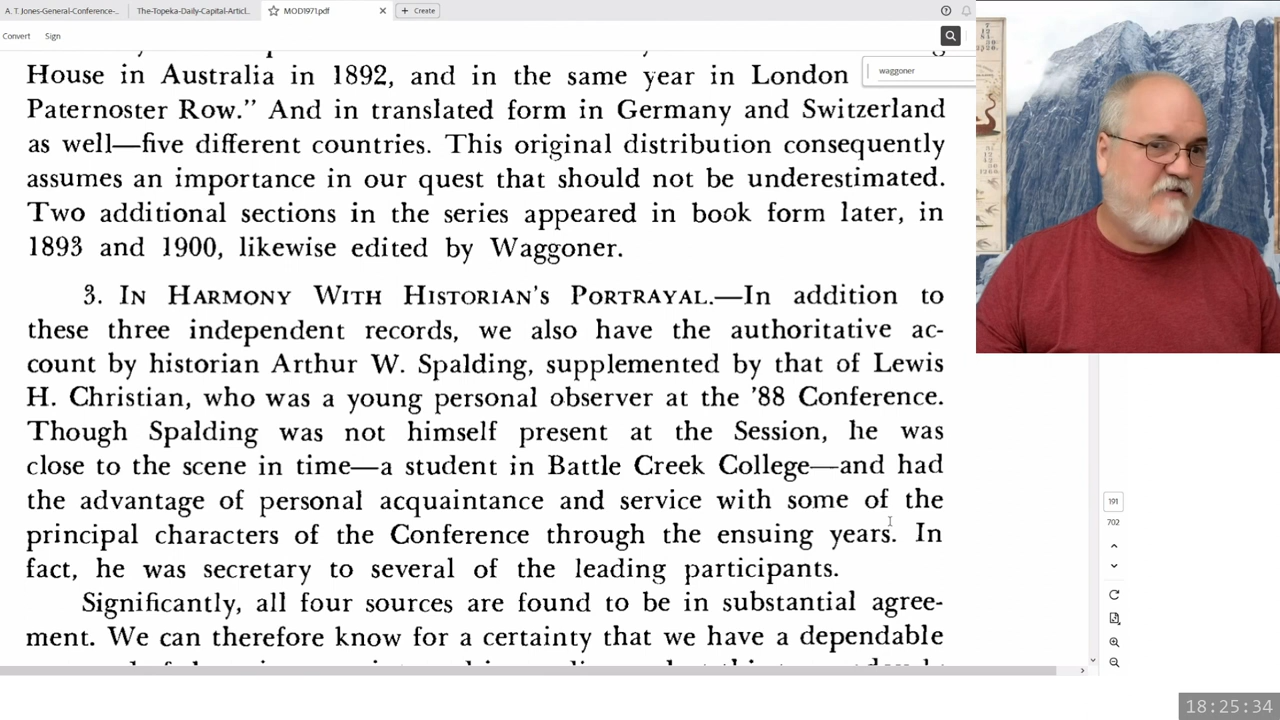 A. T. Jones-General-Conference-...
The-Topeka-Daily-Capital-Articl...
MOD1971.pdf
Create
Convert
Sign
waggoner
House in Australia in 1892, and in the same year in London
Paternoster Row." And in translated form in Germany and Switzerland
as well—five different countries. This original distribution consequently
assumes an importance in our quest that should not be underestimated.
Two additional sections in the series appeared in book form later, in
1893 and 1900, likewise edited by Waggoner.
3. IN HARMONY WITH HISTORIAN'S PORTRAYAL.—In addition to
these three independent records, we also have the authoritative ac-
count by historian Arthur W. Spalding, supplemented by that of Lewis
H. Christian, who was a young personal observer at the '88 Conference.
Though Spalding was not himself present at the Session, he was
close to the scene in time—a student in Battle Creek College—and had
the advantage of personal acquaintance and service with some of the
principal characters of the Conference through the ensuing years. In
fact, he was secretary to several of the leading participants.
Significantly, all four sources are found to be in substantial agree-
ment. We can therefore know for a certainty that we have a dependable
191
702
18:25:34